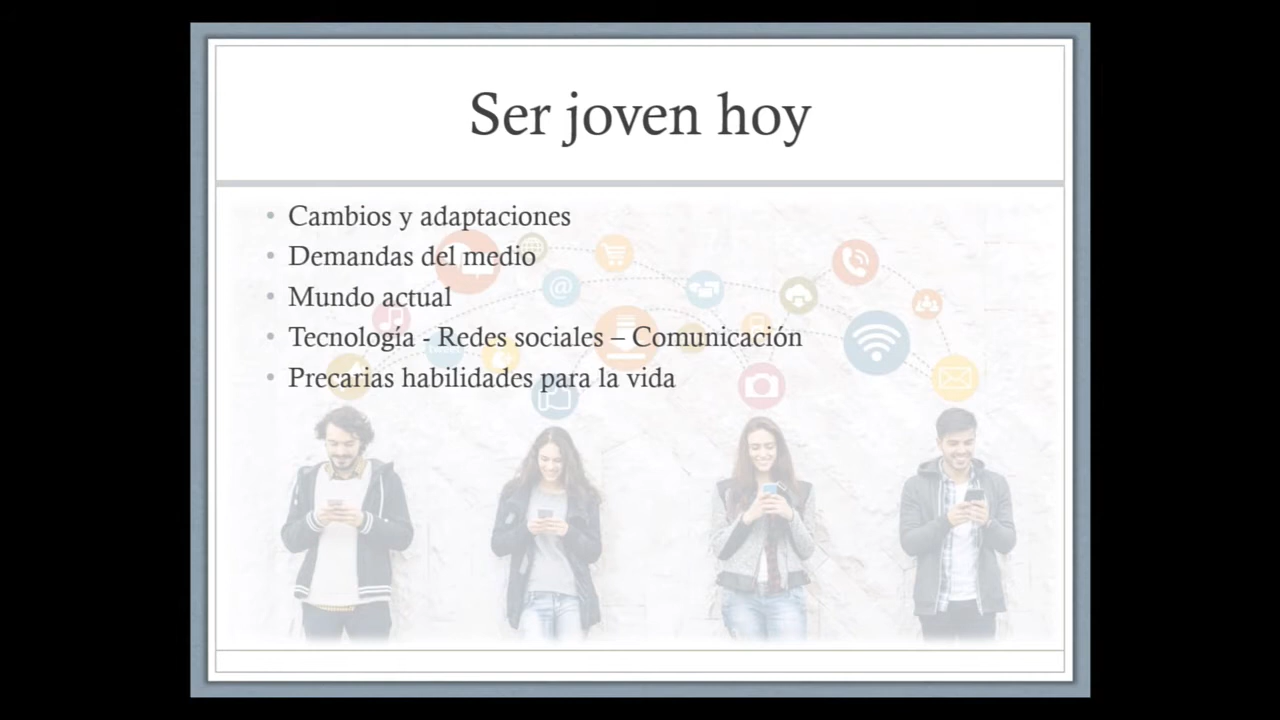 Ser joven hoy
• Cambios y adaptaciones
• Demandas del medio
• Mundo actual
• Tecnología - Redes sociales – Comunicación
• Precarias habilidades para la vida